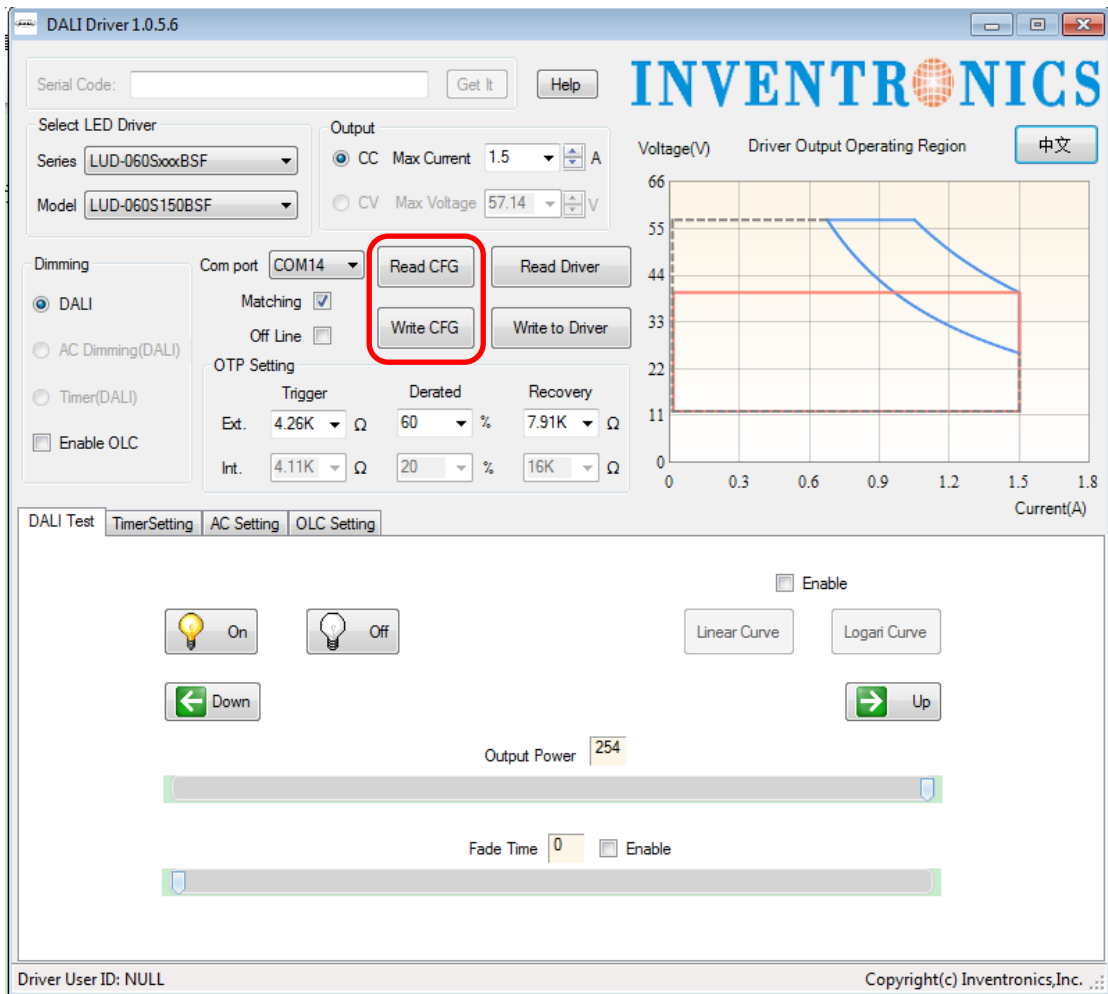 DALI Driver 1.0.5.6
Serial Code:
Get It
Help
INVENTRONICS
Select LED Driver
Series LUD-060SxxxBSF
Model LUD-060S150BSF
Output
CC Max Current 1.5 A
CV Max Voltage 57.14 V
Voltage(V) Driver Output Operating Region
中文
66
55
44
33
22
11
0
0 0.3 0.6 0.9 1.2 1.5 1.8
Current(A)
Dimming
DALI
AC Dimming(DALI)
Timer(DALI)
Enable OLC
Com port COM14
Matching
Off Line
Read CFG
Read Driver
Write CFG
Write to Driver
OTP Setting
Trigger Derated Recovery
Ext. 4.26K Ω 60 % 7.91K Ω
Int. 4.11K Ω 20 % 16K Ω
DALI Test TimerSetting AC Setting OLC Setting
Enable
On
Off
Linear Curve
Logari Curve
Down
Up
Output Power 254
Fade Time 0 Enable
Driver User ID: NULL
Copyright(c) Inventronics,Inc.